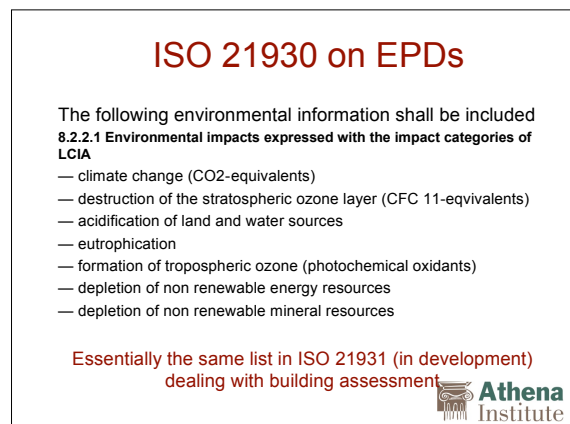 ISO 21930 on EPDs
The following environmental information shall be included
8.2.2.1 Environmental impacts expressed with the impact categories of
LCIA
— climate change (CO2-equivalents)
— destruction of the stratospheric ozone layer (CFC 11-eqvivalents)
— acidification of land and water sources
— eutrophication
— formation of tropospheric ozone (photochemical oxidants)
— depletion of non renewable energy resources
— depletion of non renewable mineral resources
Essentially the same list in ISO 21931 (in development)
dealing with building assessment
Athena
Institute